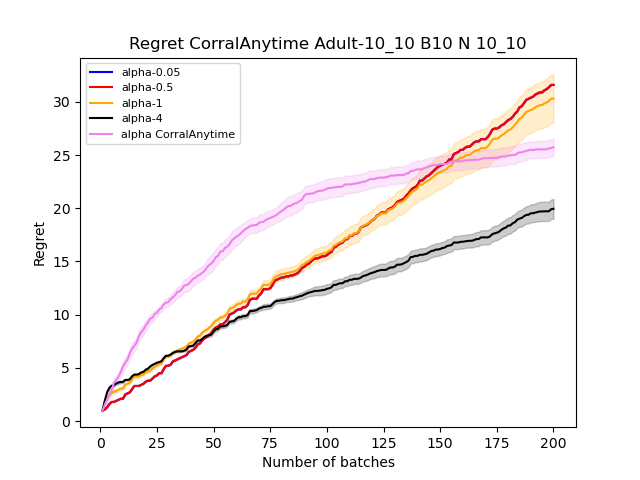 Regret CorralAnytime Adult-10_10 B10 N 10_10
alpha-0.05
alpha-0.5
alpha-1
alpha-4
alpha CorralAnytime
30
25
20
15
10
5
0
Regret
0 25 50 75 100 125 150 175 200
Number of batches